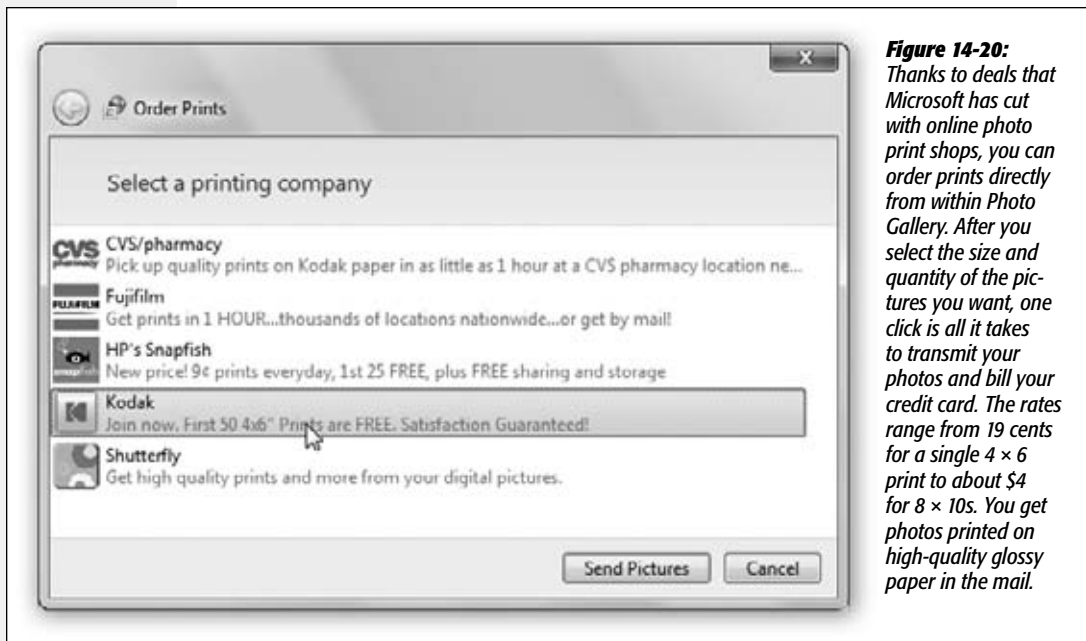 x
Order Prints
Select a printing company
CVS
pharmacy
CVS/pharmacy
Pick up quality prints on Kodak paper in as little as 1 hour at a CVS pharmacy location ne...
FUJIFILM
Fujifilm
Get prints in 1 HOUR...thousands of locations nationwide...or get by mail!
HP's Snapfish
New price! 9¢ prints everyday, 1st 25 FREE, plus FREE sharing and storage
Kodak
Join now. First 50 4x6" Prints are FREE. Satisfaction Guaranteed!
Shutterfly
Get high quality prints and more from your digital pictures.
Send Pictures
Cancel
Figure 14-20:
Thanks to deals that
Microsoft has cut
with online photo
print shops, you can
order prints directly
from within Photo
Gallery. After you
select the size and
quantity of the pic-
tures you want, one
click is all it takes
to transmit your
photos and bill your
credit card. The rates
range from 19 cents
for a single 4 × 6
print to about $4
for 8 × 10s. You get
photos printed on
high-quality glossy
paper in the mail.